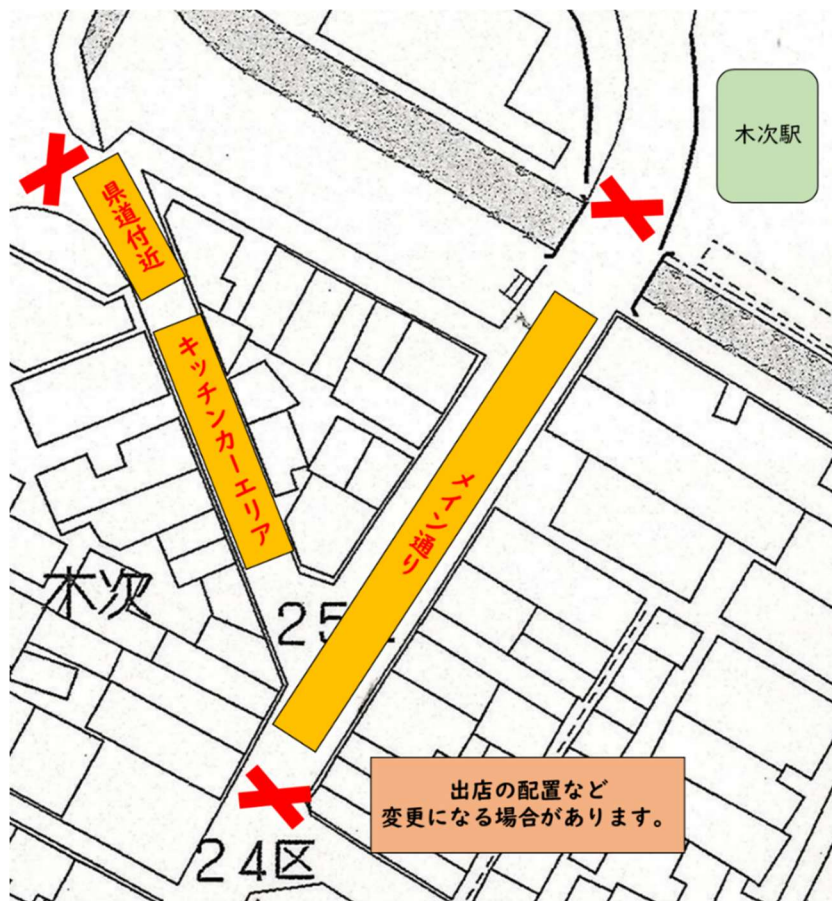 木次駅
県道付近
キッチンカーエリア
メイン通り
木次
出店の配置など
変更になる場合があります。
24区